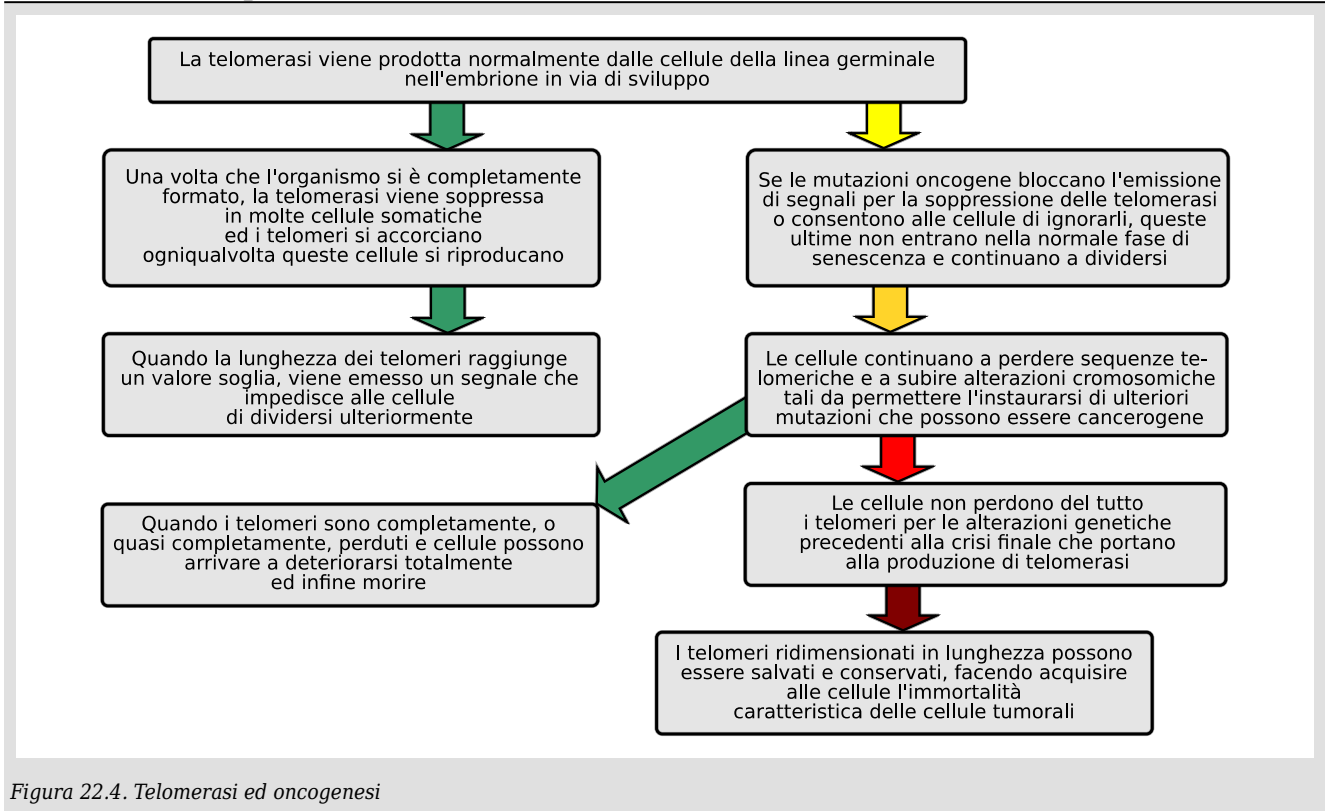 La telomerasi viene prodotta normalmente dalle cellule della linea germinale
nell'embrione in via di sviluppo
Una volta che l'organismo si è completamente
formato, la telomerasi viene soppressa
in molte cellule somatiche
ed i telomeri si accorciano
ogniqualvolta queste cellule si riproducano
Se le mutazioni oncogene bloccano l'emissione
di segnali per la soppressione delle telomerasi
o consentono alle cellule di ignorarli, queste
ultime non entrano nella normale fase di
senescenza e continuano a dividersi
Quando la lunghezza dei telomeri raggiunge
un valore soglia, viene emesso un segnale che
impedisce alle cellule
di dividersi ulteriormente
Le cellule continuano a perdere sequenze te-
lomeriche e a subire alterazioni cromosomiche
tali da permettere l'instaurarsi di ulteriori
mutazioni che possono essere cancerogene
Quando i telomeri sono completamente, o
quasi completamente, perduti e cellule possono
arrivare a deteriorarsi totalmente
ed infine morire
Le cellule non perdono del tutto
i telomeri per le alterazioni genetiche
precedenti alla crisi finale che portano
alla produzione di telomerasi
I telomeri ridimensionati in lunghezza possono
essere salvati e conservati, facendo acquisire
alle cellule l'immortalità
caratteristica delle cellule tumorali
Figura 22.4. Telomerasi ed oncogenesi